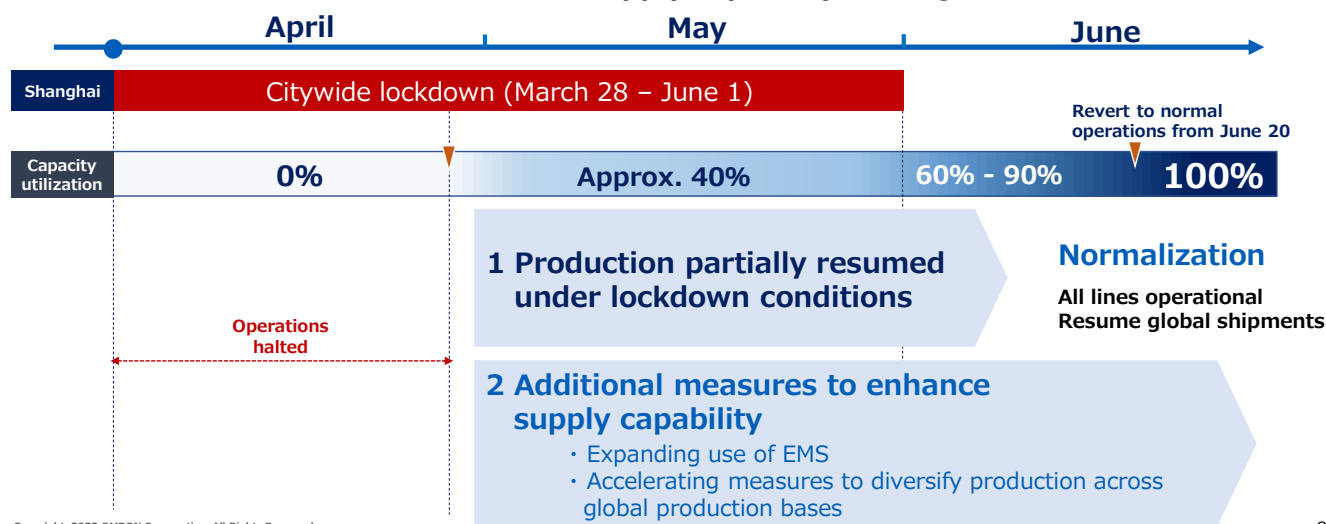 April
May
June
Shanghai
Citywide lockdown (March 28 – June 1)
Revert to normal
operations from June 20
Capacity
utilization
0%
Approx. 40%
60% - 90%
100%
1 Production partially resumed
under lockdown conditions
Normalization
All lines operational
Resume global shipments
Operations
halted
2 Additional measures to enhance
supply capability
・Expanding use of EMS
・Accelerating measures to diversify production across
global production bases